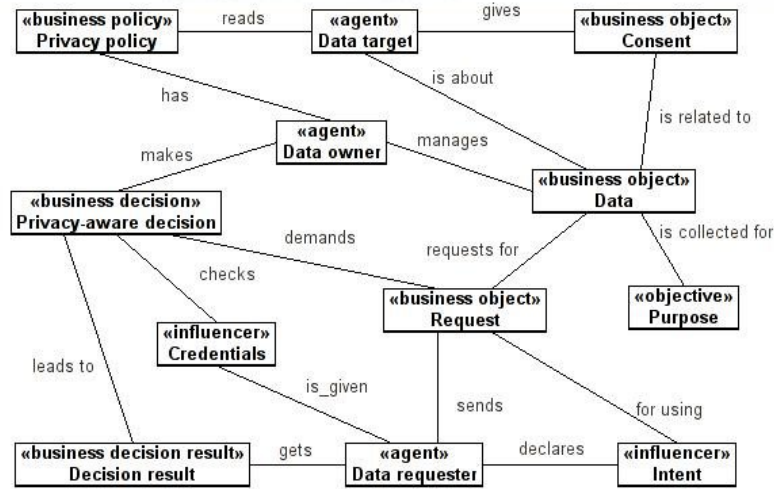 «business policy»
Privacy policy
reads
«agent»
Data target
gives
«business object»
Consent
is about
has
is related to
«agent»
Data owner
manages
makes
«business object»
Data
«business decision»
Privacy-aware decision
demands
requests for
is collected for
checks
«business object»
Request
«objective»
Purpose
«influencer»
Credentials
leads to
is_given
sends
for using
«business decision result»
Decision result
gets
«agent»
Data requester
declares
«influencer»
Intent